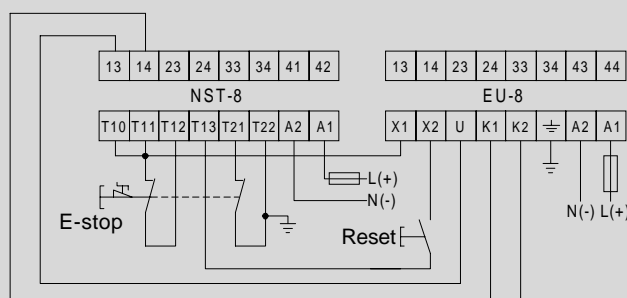 13 14 23 24 33 34 41 42
13 14 23 24 33 34 43 44
NST-8
EU-8
T10 T11 T12 T13 T21 T22 A2 A1
X1 X2 U K1 K2 A2 A1
L(+)
N(-)
N(-) L(+)
E-stop
Reset